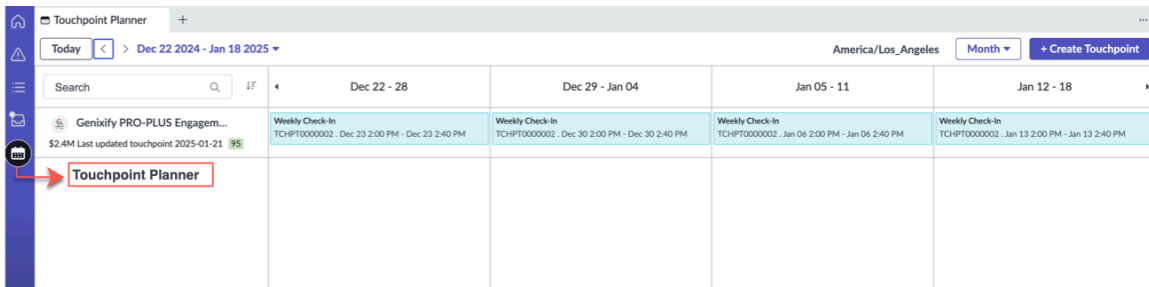 Touchpoint Planner
+
...
Today < > Dec 22 2024 - Jan 18 2025
America/Los_Angeles
Month
+ Create Touchpoint
Search
Dec 22 - 28
Dec 29 - Jan 04
Jan 05 - 11
Jan 12 - 18
Genixify PRO-PLUS Engagem...
$2.4M Last updated touchpoint 2025-01-21 95
Weekly Check-In
TCHPT0000002 . Dec 23 2:00 PM - Dec 23 2:40 PM
Weekly Check-In
TCHPT0000002 . Dec 30 2:00 PM - Dec 30 2:40 PM
Weekly Check-In
TCHPT0000002 . Jan 06 2:00 PM - Jan 06 2:40 PM
Weekly Check-In
TCHPT0000002 . Jan 13 2:00 PM - Jan 13 2:40 PM
Touchpoint Planner